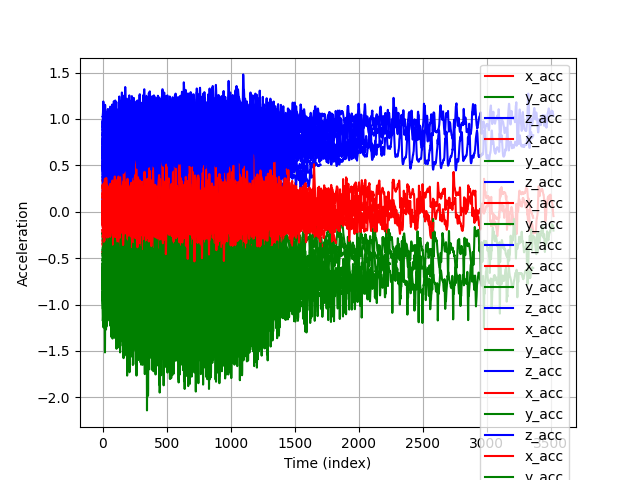 1.5
1.0
0.5
0.0
−0.5
−1.0
−1.5
−2.0
Acceleration
0
500
1000
1500
2000
2500
3000
3500
Time (index)
x_acc
y_acc
z_acc
x_acc
y_acc
z_acc
x_acc
y_acc
z_acc
x_acc
y_acc
z_acc
x_acc
y_acc
z_acc
x_acc
y_acc
z_acc
x_acc
y_acc